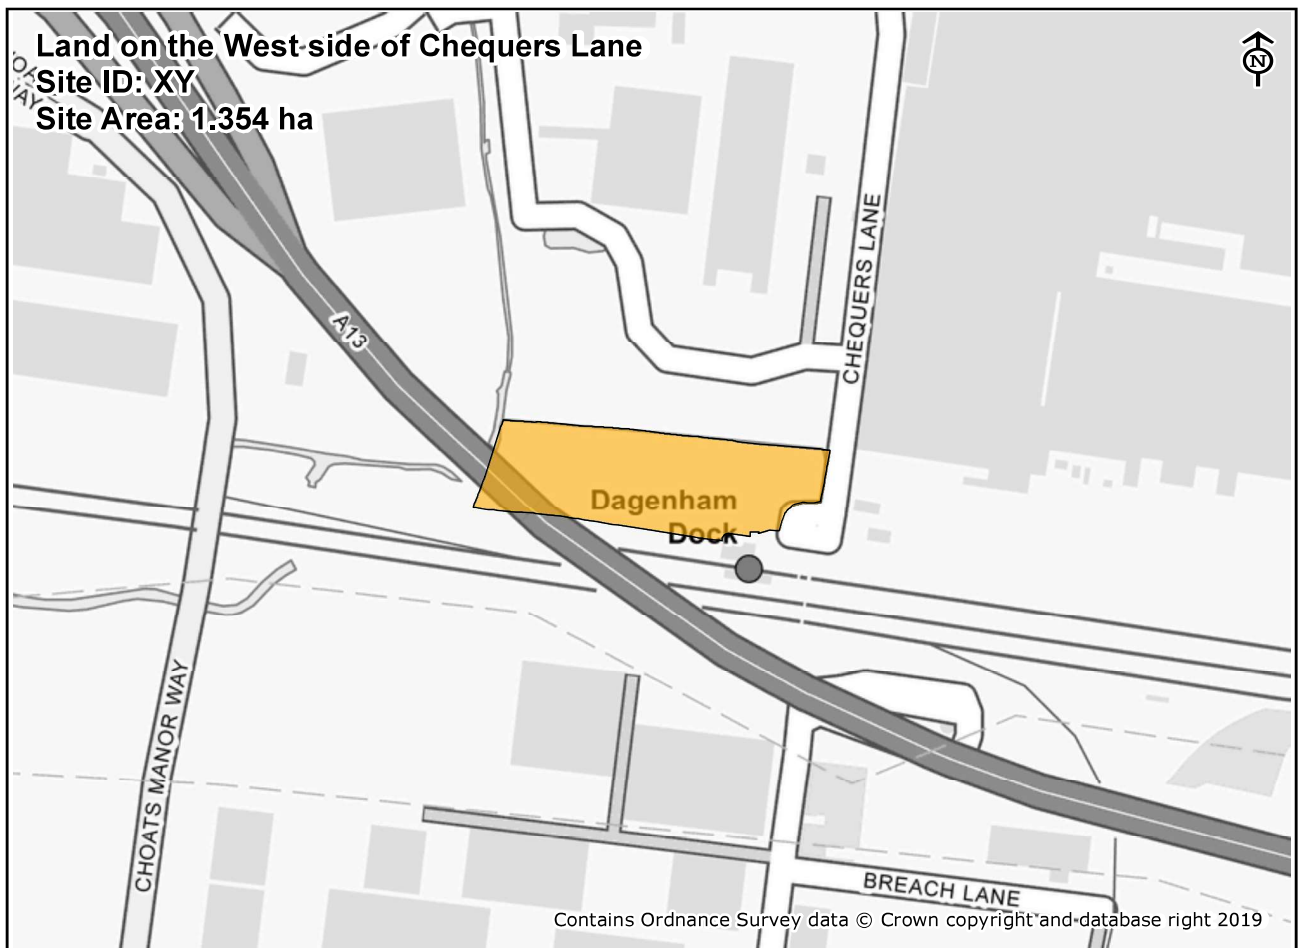 Land on the West side of Chequers Lane
Site ID: XY
Site Area: 1.354 ha
N
WAY
A13
CHEQUERS LANE
Dagenham
Dock
CHOATS MANOR WAY
BREACH LANE
Contains Ordnance Survey data © Crown copyright and database right 2019